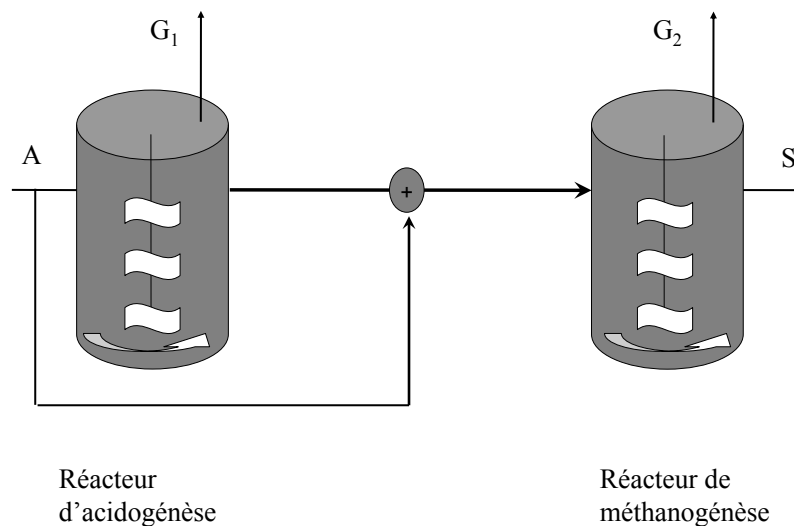 G₁
G₂
A
S
+
Réacteur
d’acidogénèse
Réacteur de
méthanogénèse